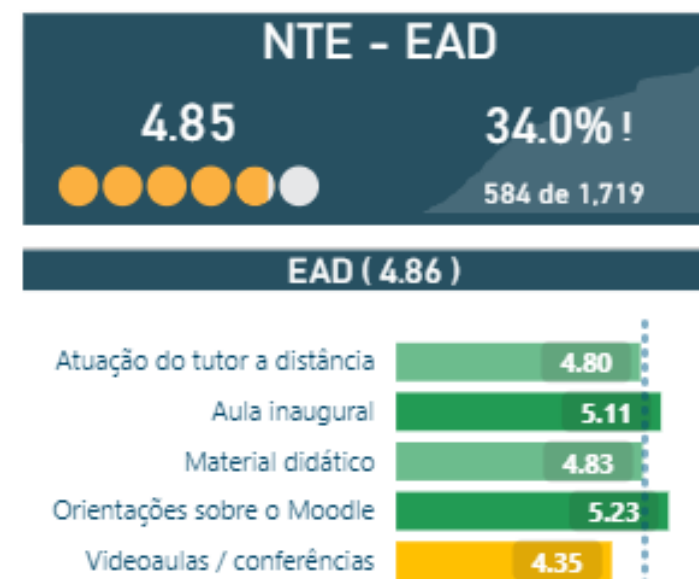 NTE - EAD
4.85 34.0% !
584 de 1,719
EAD ( 4.86 )
Atuação do tutor a distância 4.80
Aula inaugural 5.11
Material didático 4.83
Orientações sobre o Moodle 5.23
Videoaulas / conferências 4.35